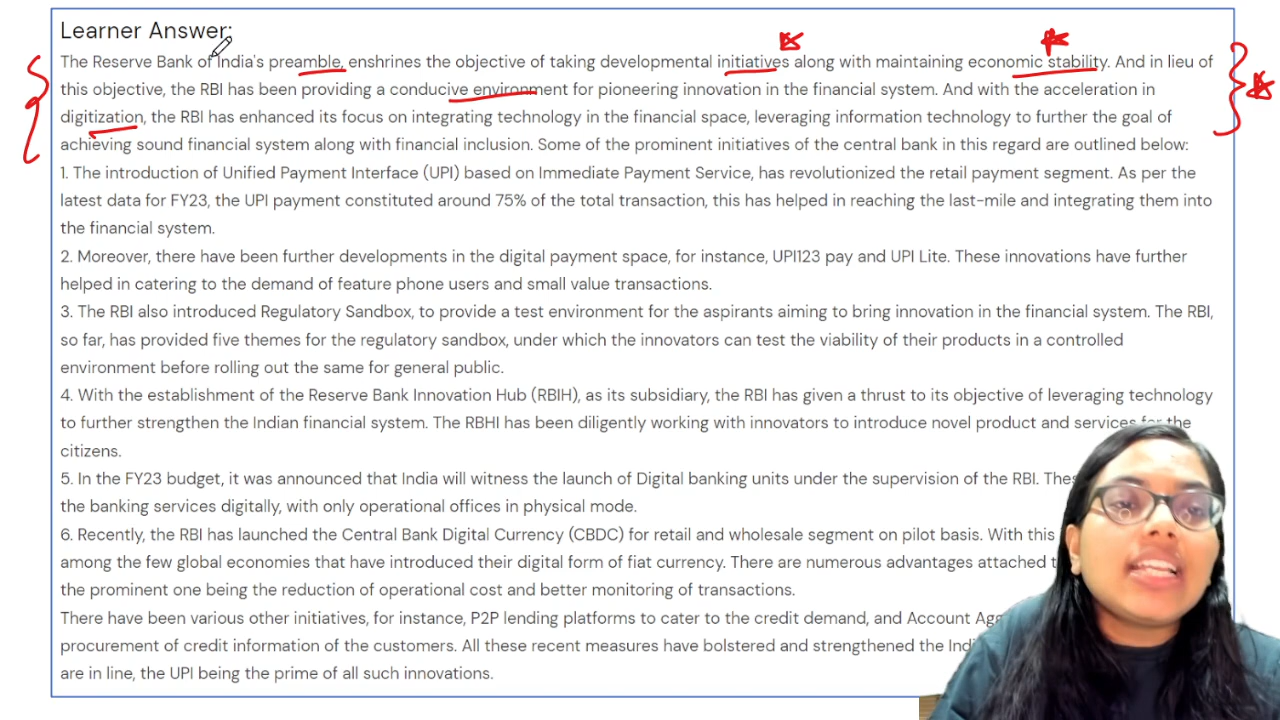 Learner Answer:
The Reserve Bank of India's preamble, enshrines the objective of taking developmental initiatives along with maintaining economic stability. And in lieu of
this objective, the RBI has been providing a conducive environment for pioneering innovation in the financial system. And with the acceleration in
digitization, the RBI has enhanced its focus on integrating technology in the financial space, leveraging information technology to further the goal of
achieving sound financial system along with financial inclusion. Some of the prominent initiatives of the central bank in this regard are outlined below:
1. The introduction of Unified Payment Interface (UPI) based on Immediate Payment Service, has revolutionized the retail payment segment. As per the
latest data for FY23, the UPI payment constituted around 75% of the total transaction, this has helped in reaching the last-mile and integrating them into
the financial system.
2. Moreover, there have been further developments in the digital payment space, for instance, UPI123 pay and UPI Lite. These innovations have further
helped in catering to the demand of feature phone users and small value transactions.
3. The RBI also introduced Regulatory Sandbox, to provide a test environment for the aspirants aiming to bring innovation in the financial system. The RBI,
so far, has provided five themes for the regulatory sandbox, under which the innovators can test the viability of their products in a controlled
environment before rolling out the same for general public.
4. With the establishment of the Reserve Bank Innovation Hub (RBIH), as its subsidiary, the RBI has given a thrust to its objective of leveraging technology
to further strengthen the Indian financial system. The RBHI has been diligently working with innovators to introduce novel product and services for the
citizens.
5. In the FY23 budget, it was announced that India will witness the launch of Digital banking units under the supervision of the RBI.
the banking services digitally, with only operational offices in physical mode.
6. Recently, the RBI has launched the Central Bank Digital Currency (CBDC) for retail and wholesale segment on pilot basis. With this
among the few global economies that have introduced their digital form of fiat currency. There are numerous advantages attached
the prominent one being the reduction of operational cost and better monitoring of transactions.
There have been various other initiatives, for instance, P2P lending platforms to cater to the credit demand, and Account
procurement of credit information of the customers. All these recent measures have bolstered and strengthened the
are in line, the UPI being the prime of all such innovations.